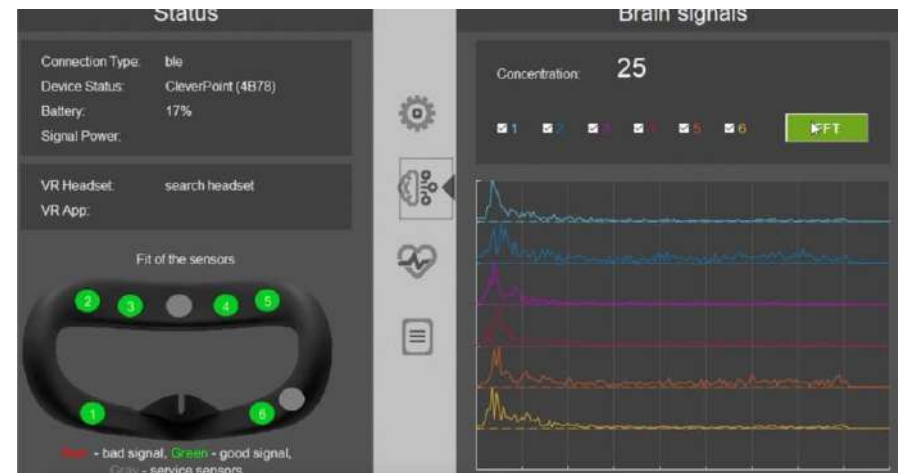 Status
Connection Type: ble
Device Status: CleverPoint (4B78)
Battery: 17%
Signal Power:
VR Headset: search headset
VR App:
Fit of the sensors
2 3 4 5
1 6
Red - bad signal, Green - good signal,
Gray - service sensors
Brain signals
Concentration: 25
1 2 3 4 5 6 FFT